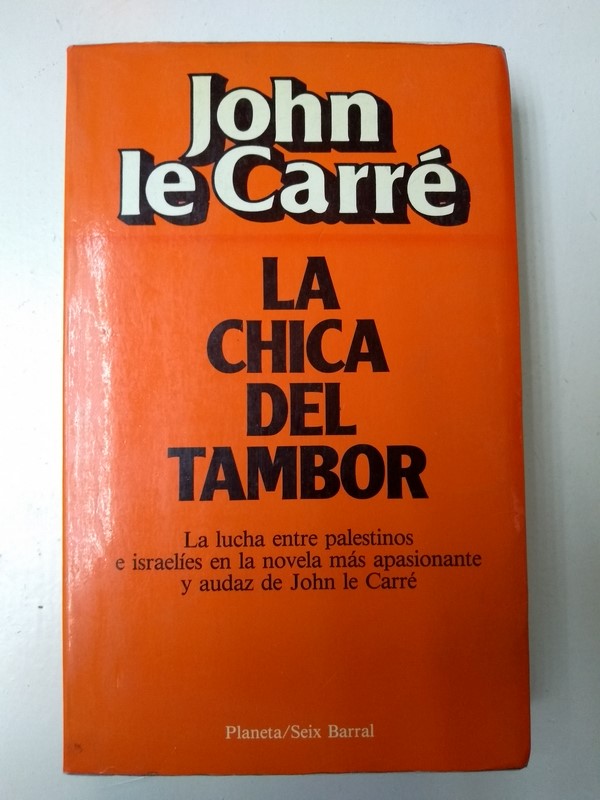 John
le Carré
LA
CHICA
DEL
TAMBOR
La lucha entre palestinos
e israelíes en la novela más apasionante
y audaz de John le Carré
Planeta/Seix Barral